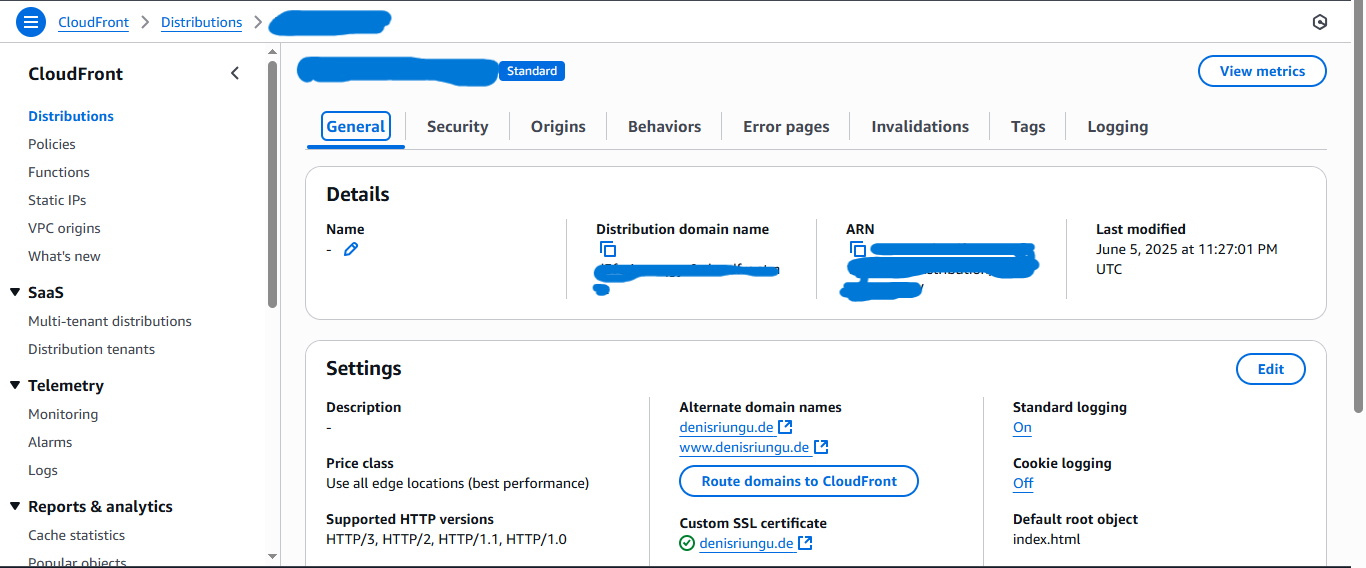 CloudFront > Distributions >
CloudFront
Standard
View metrics
Distributions
Policies
Functions
Static IPs
VPC origins
What's new
SaaS
Multi-tenant distributions
Distribution tenants
Telemetry
Monitoring
Alarms
Logs
Reports & analytics
Cache statistics
Popular objects
General Security Origins Behaviors Error pages Invalidations Tags Logging
Details
Name
-
Distribution domain name
ARN
Last modified
June 5, 2025 at 11:27:01 PM
UTC
Settings
Edit
Description
-
Price class
Use all edge locations (best performance)
Supported HTTP versions
HTTP/3, HTTP/2, HTTP/1.1, HTTP/1.0
Alternate domain names
denisriungu.de
www.denisriungu.de
Route domains to CloudFront
Custom SSL certificate
denisriungu.de
Standard logging
On
Cookie logging
Off
Default root object
index.html